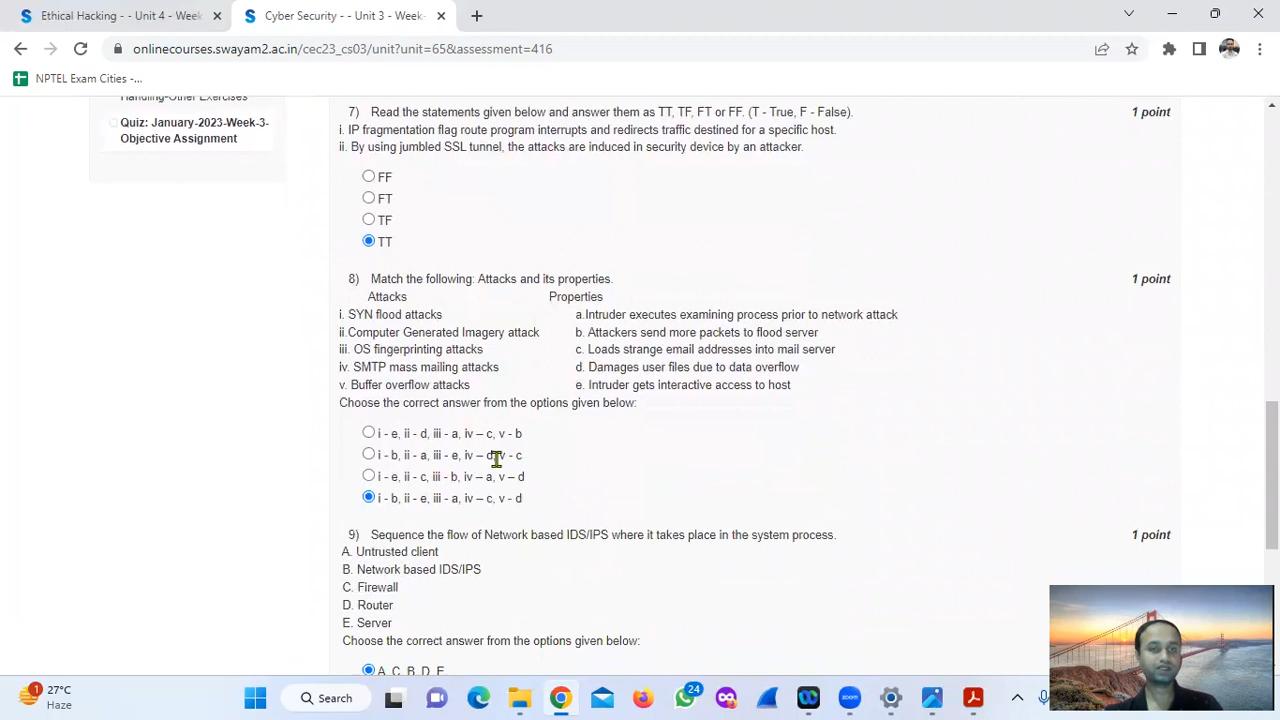 Ethical Hacking - - Unit 4 - Week
Cyber Security - - Unit 3 - Week-
onlinecourses.swayam2.ac.in/cec23_cs03/unit?unit=65&assessment=416
NPTEL Exam Cities -...
Handling-Other Exercises
Quiz: January-2023-Week-3-
Objective Assignment
7) Read the statements given below and answer them as TT, TF, FT or FF. (T - True, F - False).
1 point
i. IP fragmentation flag route program interrupts and redirects traffic destined for a specific host.
ii. By using jumbled SSL tunnel, the attacks are induced in security device by an attacker.
FF
FT
TF
TT
8) Match the following: Attacks and its properties.
1 point
Attacks Properties
i. SYN flood attacks a.Intruder executes examining process prior to network attack
ii.Computer Generated Imagery attack b. Attackers send more packets to flood server
iii. OS fingerprinting attacks c. Loads strange email addresses into mail server
iv. SMTP mass mailing attacks d. Damages user files due to data overflow
v. Buffer overflow attacks e. Intruder gets interactive access to host
Choose the correct answer from the options given below:
i - e, ii - d, iii - a, iv – c, v - b
i - b, ii - a, iii - e, iv – d, v - c
i - e, ii - c, iii - b, iv – a, v – d
i - b, ii - e, iii - a, iv – c, v - d
9) Sequence the flow of Network based IDS/IPS where it takes place in the system process.
1 point
A. Untrusted client
B. Network based IDS/IPS
C. Firewall
D. Router
E. Server
Choose the correct answer from the options given below:
A, C, B, D, E
1
27°C
Haze
Search
24
zoom